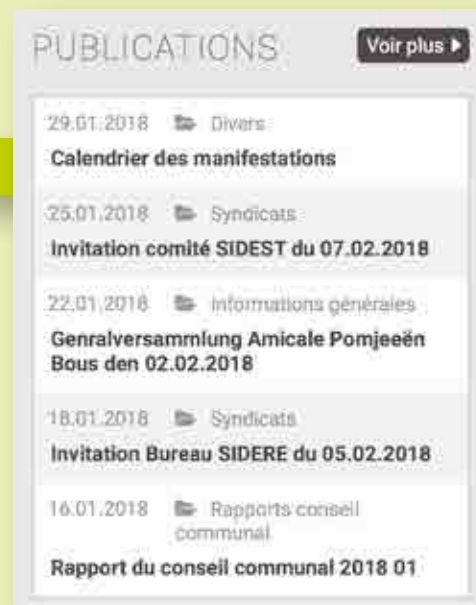 PUBLICATIONS
Voir plus
29.01.2018 Divers
Calendrier des manifestations
25.01.2018 Syndicats
Invitation comité SIDEST du 07.02.2018
22.01.2018 Informations générales
Genralversammlung Amicale Pomjeeën
Bous den 02.02.2018
18.01.2018 Syndicats
Invitation Bureau SIDERE du 05.02.2018
16.01.2018 Rapports conseil
communal
Rapport du conseil communal 2018 01